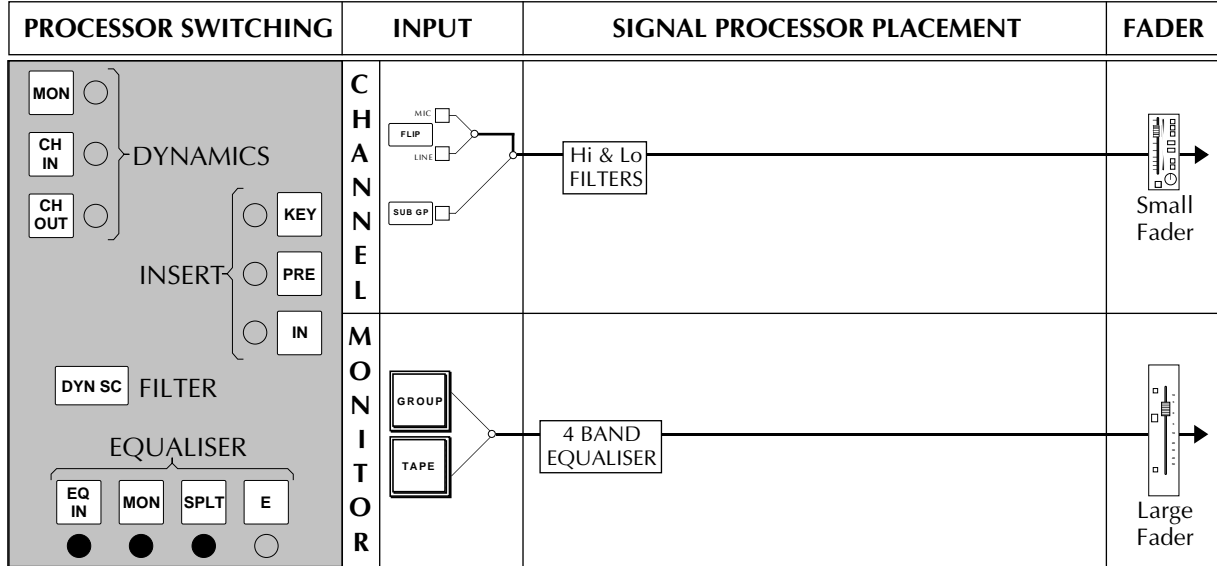 PROCESSOR SWITCHING
INPUT
SIGNAL PROCESSOR PLACEMENT
FADER
MON
CH
IN
CH
OUT
DYNAMICS
INSERT
KEY
PRE
IN
DYN SC
FILTER
EQUALISER
EQ
IN
MON
SPLT
E
CHANNEL
MIC
FLIP
LINE
SUB GP
Hi & Lo
FILTERS
Small
Fader
MONITOR
GROUP
TAPE
4 BAND
EQUALISER
Large
Fader